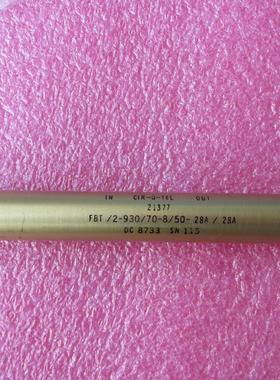 IN CIR-Q-TEL OUT
21377
FBT/2-930/70-8/50-28A/28A
DC 8733 SN 115